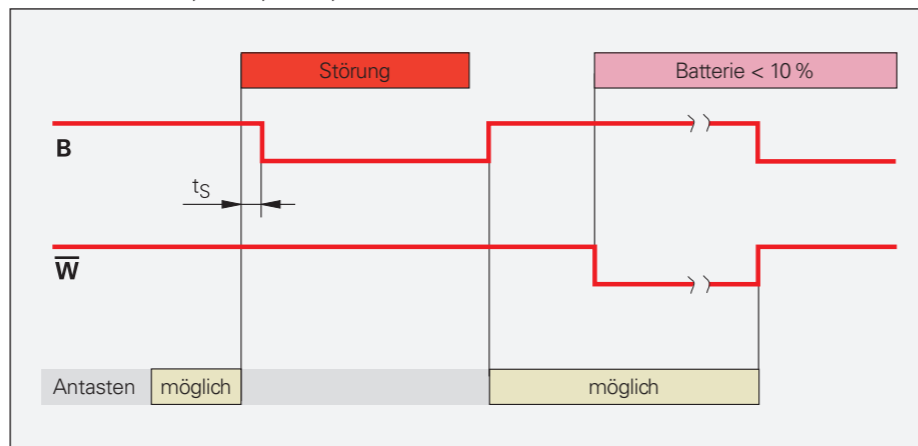 Störung
Batterie < 10 %
B
tS
W̅
Antasten
möglich
möglich